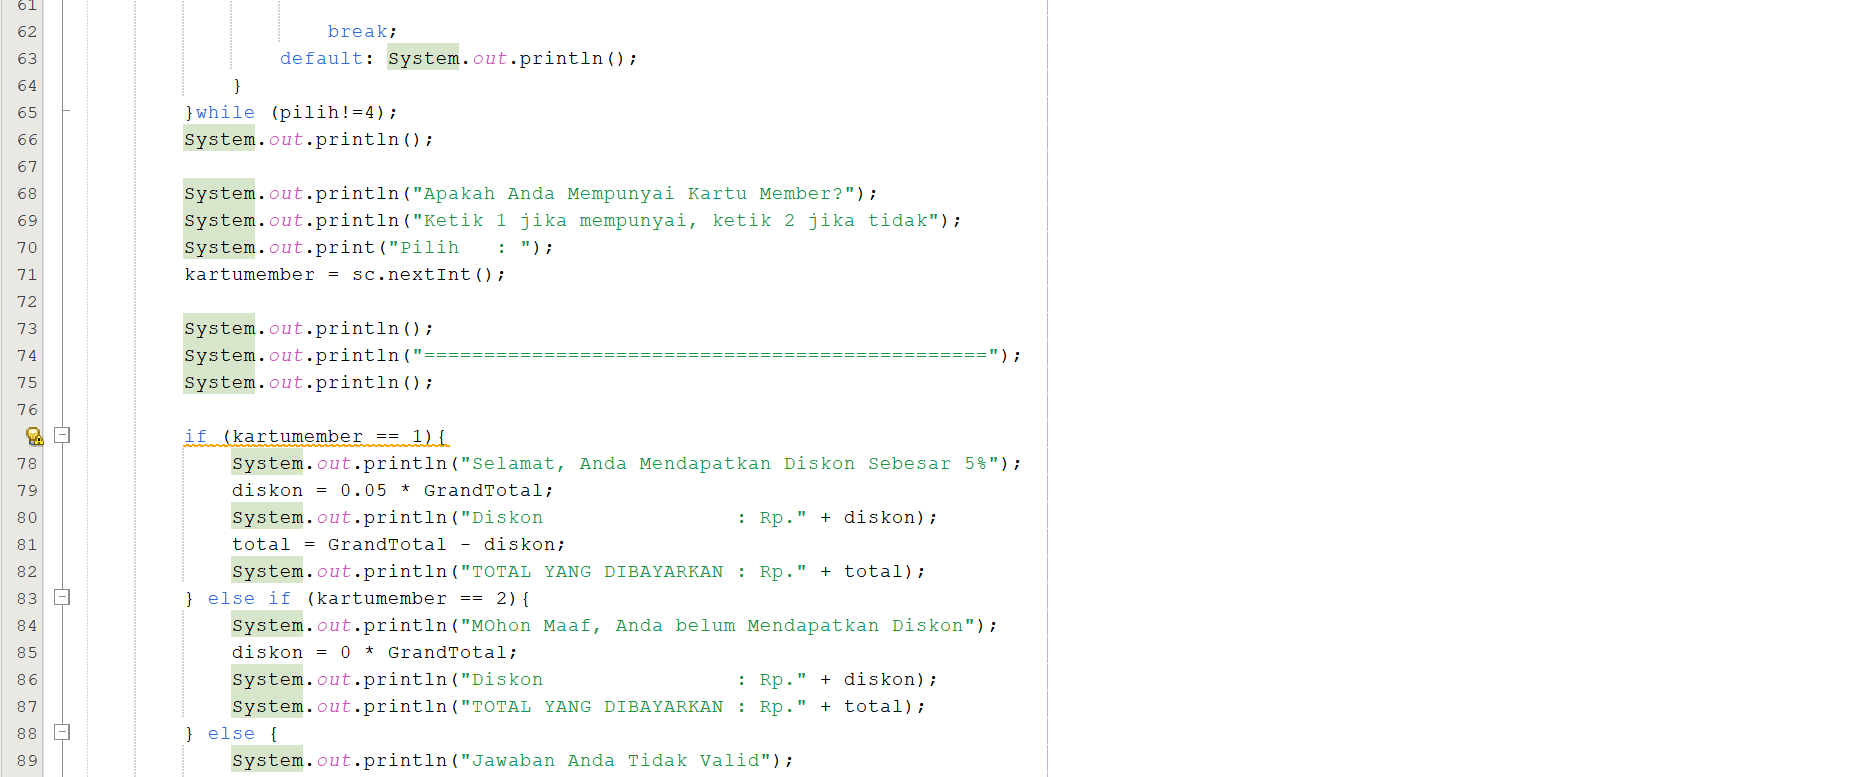 61
62 break;
63 default: System.out.println();
64 }
65 }while (pilih!=4);
66 System.out.println();
67
68 System.out.println("Apakah Anda Mempunyai Kartu Member?");
69 System.out.println("Ketik 1 jika mempunyai, ketik 2 jika tidak");
70 System.out.print("Pilih   : ");
71 kartumember = sc.nextInt();
72
73 System.out.println();
74 System.out.println("===============================================");
75 System.out.println();
76
if (kartumember == 1){
78 System.out.println("Selamat, Anda Mendapatkan Diskon Sebesar 5%");
79 diskon = 0.05 * GrandTotal;
80 System.out.println("Diskon                : Rp." + diskon);
81 total = GrandTotal - diskon;
82 System.out.println("TOTAL YANG DIBAYARKAN : Rp." + total);
83 } else if (kartumember == 2){
84 System.out.println("MOhon Maaf, Anda belum Mendapatkan Diskon");
85 diskon = 0 * GrandTotal;
86 System.out.println("Diskon                : Rp." + diskon);
87 System.out.println("TOTAL YANG DIBAYARKAN : Rp." + total);
88 } else {
89 System.out.println("Jawaban Anda Tidak Valid");